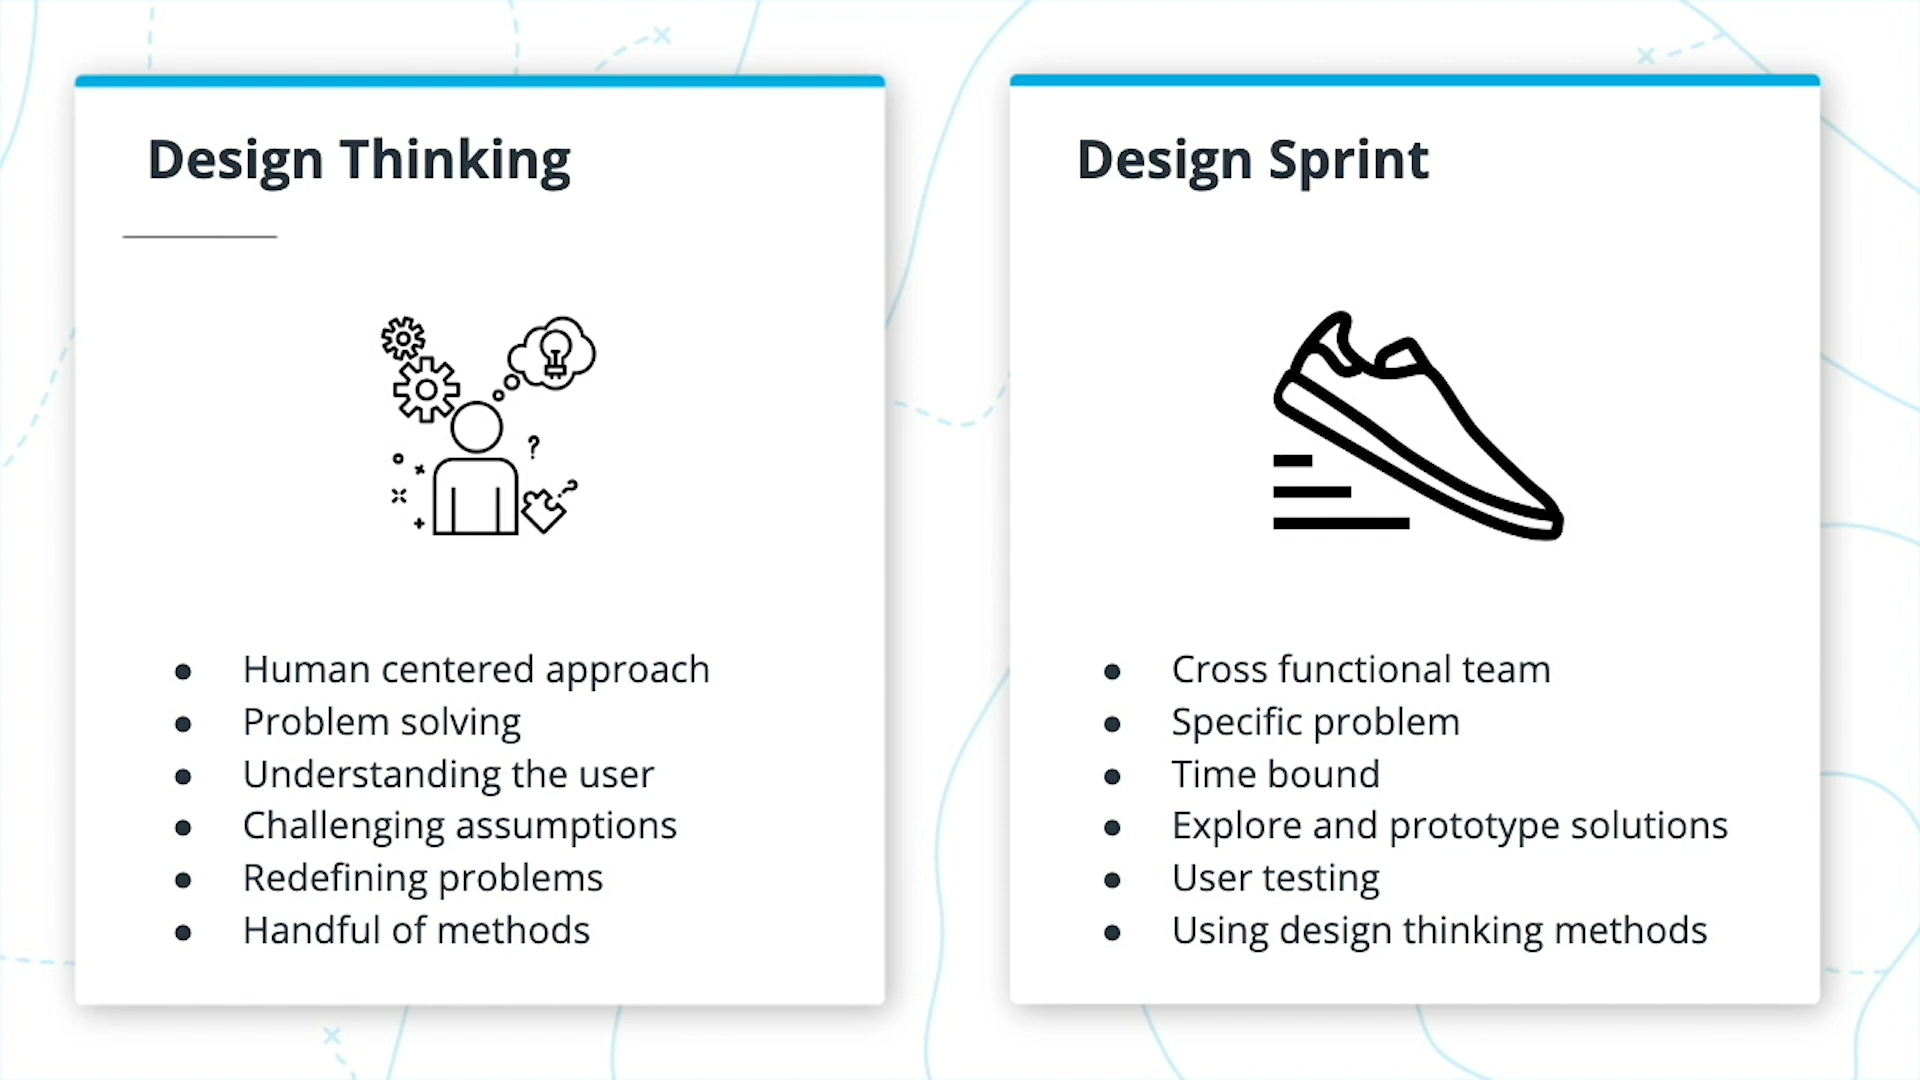 Design Thinking
● Human centered approach
● Problem solving
● Understanding the user
● Challenging assumptions
● Redefining problems
● Handful of methods
Design Sprint
● Cross functional team
● Specific problem
● Time bound
● Explore and prototype solutions
● User testing
● Using design thinking methods